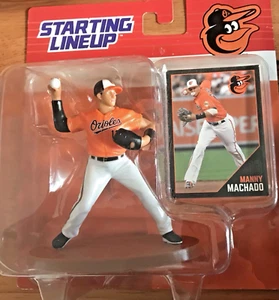 STARTING
LINEUP
Orioles
MANNY
MACHADO